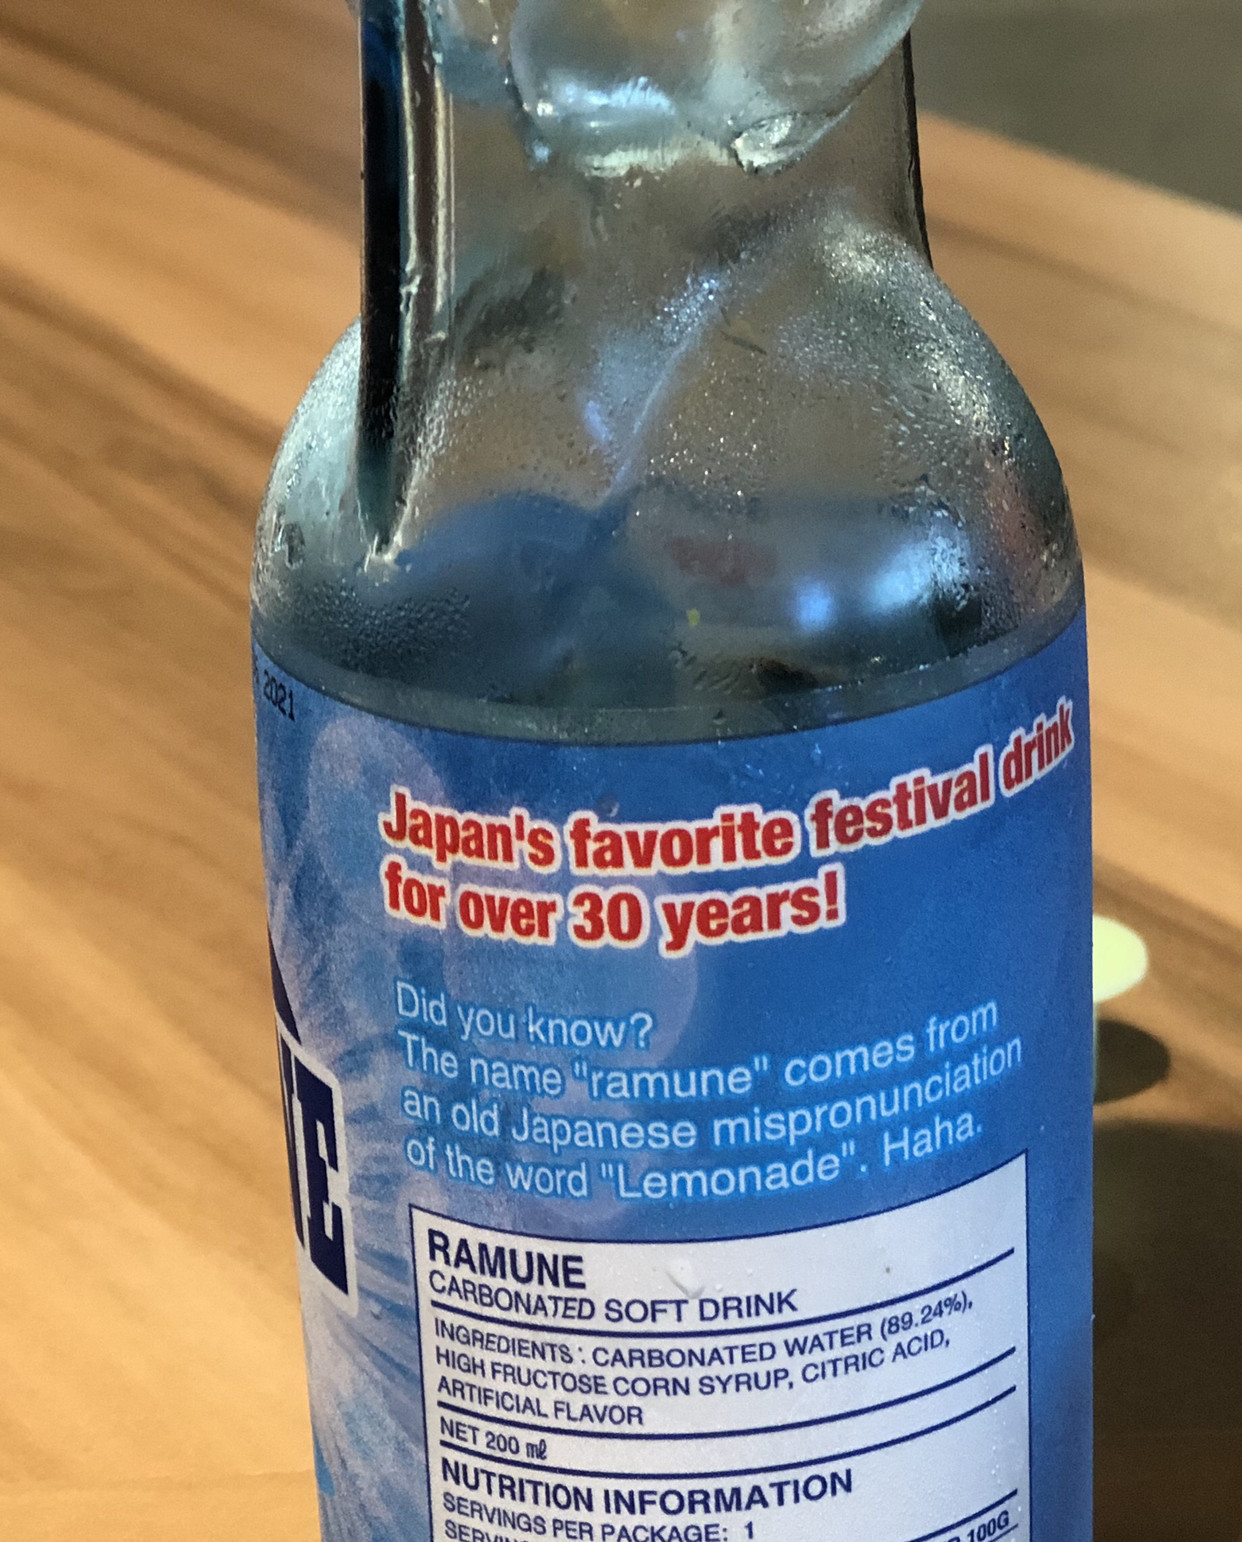 2021
Japan's favorite festival drink
for over 30 years!
Did you know?
The name "ramune" comes from
an old Japanese mispronunciation
of the word "Lemonade". Haha.
RAMUNE
CARBONATED SOFT DRINK
INGREDIENTS : CARBONATED WATER (89.24%),
HIGH FRUCTOSE CORN SYRUP, CITRIC ACID,
ARTIFICIAL FLAVOR
NET 200 mℓ
NUTRITION INFORMATION
SERVINGS PER PACKAGE: 1
100G